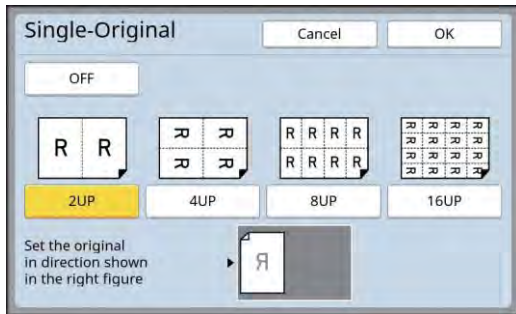 Single-Original
Cancel
OK
OFF
R R
R R
R R
R R R R
R R R R
R R R R
R R R R
R R R R
R R R R
2UP
4UP
8UP
16UP
Set the original
in direction shown
in the right figure
R